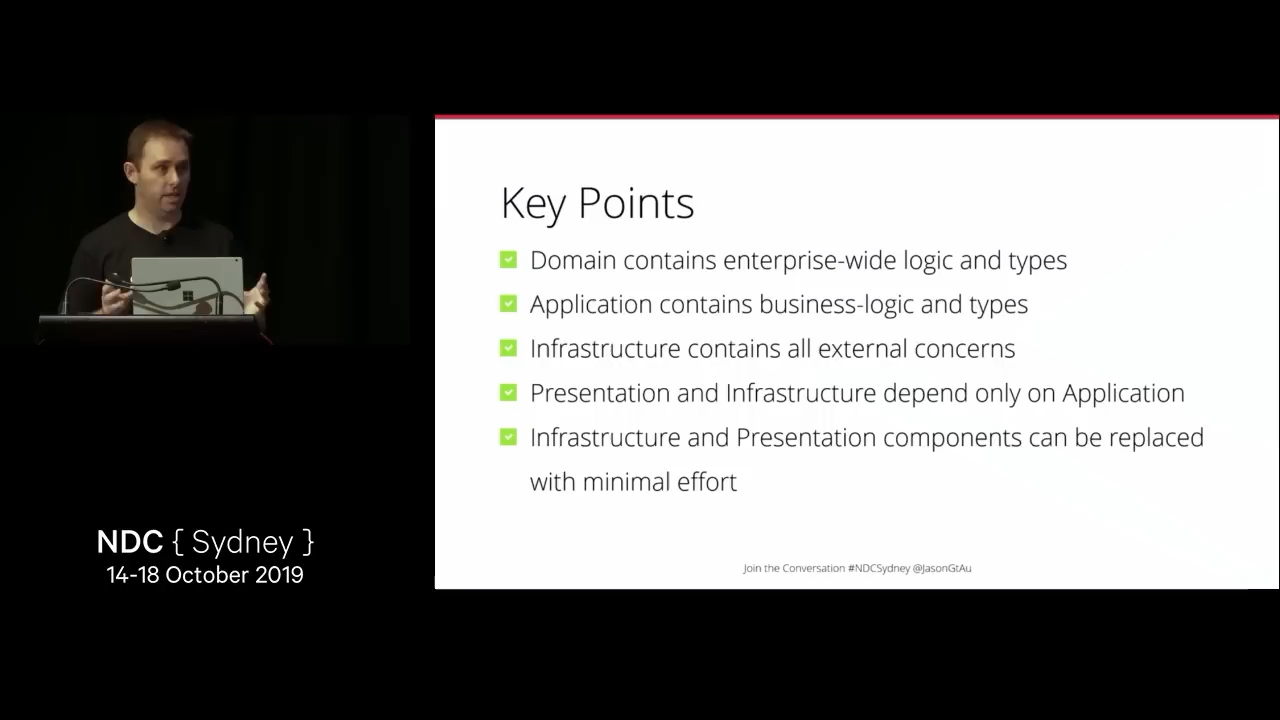 Key Points
Domain contains enterprise-wide logic and types
Application contains business-logic and types
Infrastructure contains all external concerns
Presentation and Infrastructure depend only on Application
Infrastructure and Presentation components can be replaced
with minimal effort
Join the Conversation #NDCSydney @JasonGtAu
NDC { Sydney }
14-18 October 2019